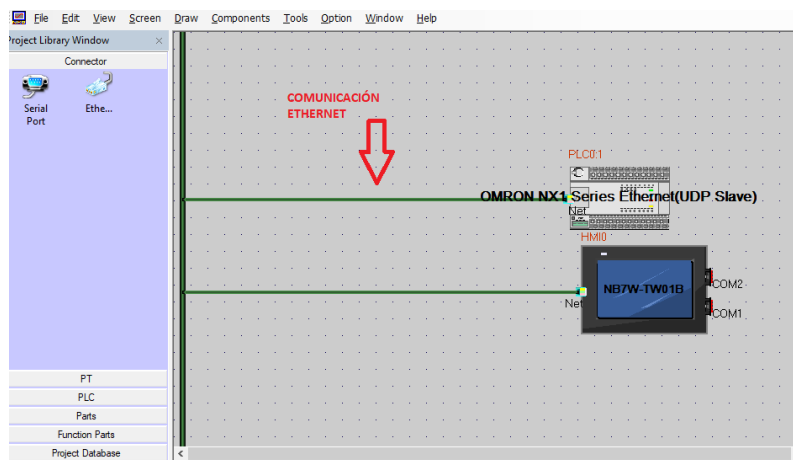 File Edit View Screen Draw Components Tools Option Window Help
Project Library Window
Connector
Serial
Port
Ethe...
COMUNICACIÓN
ETHERNET
PLC0:1
OMRON NX1 Series Ethernet(UDP Slave)
Net
HMI0
NB7W-TW01B
COM2
Net
COM1
PT
PLC
Parts
Function Parts
Project Database